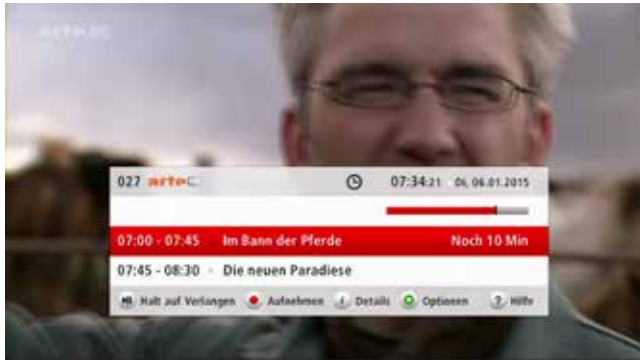 arte
027 arte
07:34:21 Di, 06.01.2015
07:00 - 07:45 Im Bann der Pferde Noch 10 Min
07:45 - 08:30 Die neuen Paradiese
Halt auf Verlangen Aufnehmen i Details Optionen ? Hilfe